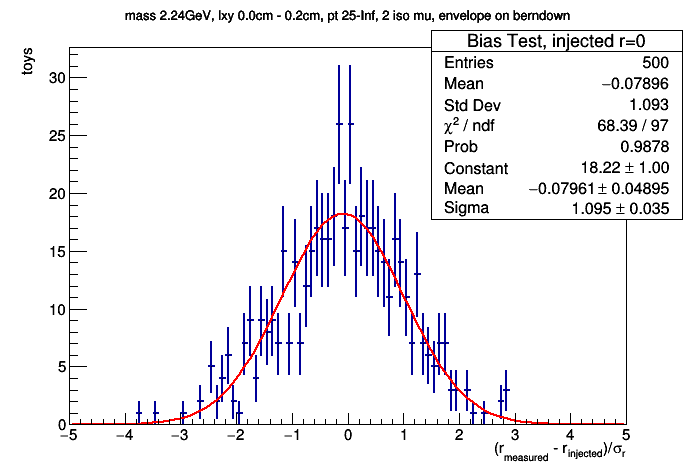 mass 2.24GeV, lxy 0.0cm - 0.2cm, pt 25-Inf, 2 iso mu, envelope on berndown
Bias Test, injected r=0
Entries 500
Mean −0.07896
Std Dev 1.093
χ² / ndf 68.39 / 97
Prob 0.9878
Constant 18.22 ± 1.00
Mean −0.07961 ± 0.04895
Sigma 1.095 ± 0.035
toys
30
25
20
15
10
5
0
−5 −4 −3 −2 −1 0 1 2 3 4 5
(r_measured - r_injected)/σ_r